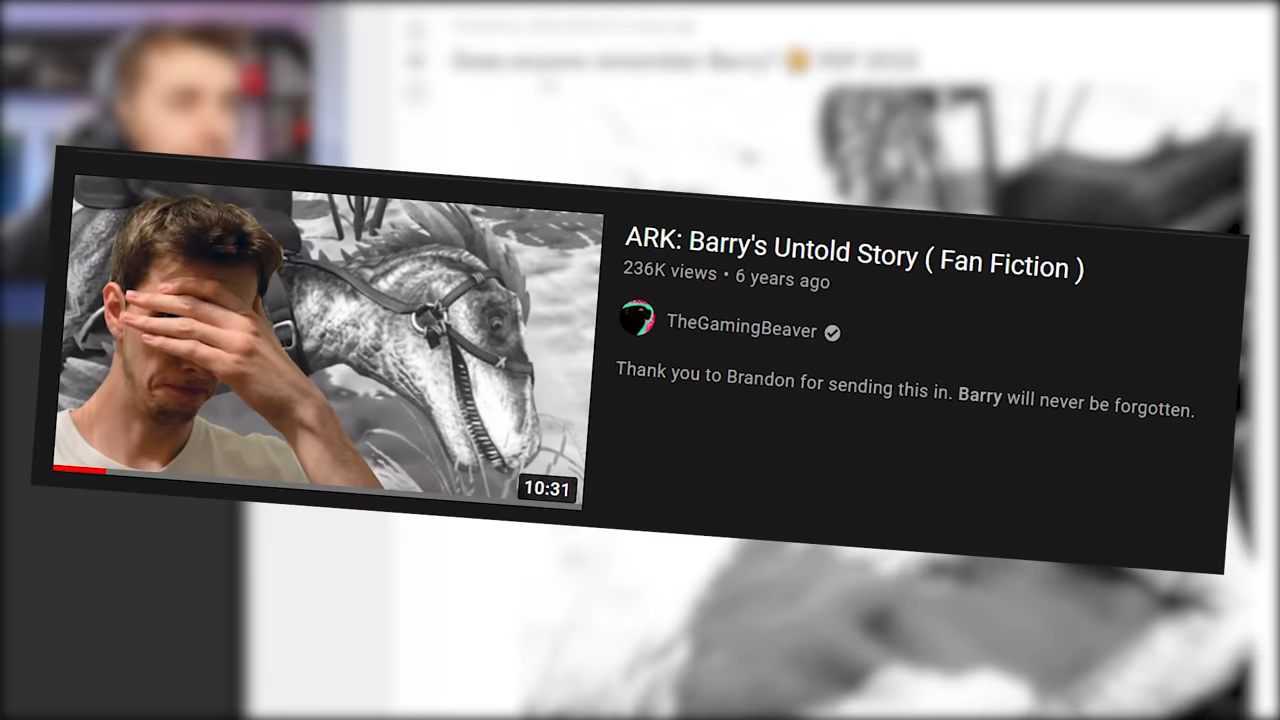 ARK: Barry's Untold Story ( Fan Fiction )
236K views • 6 years ago
TheGamingBeaver
Thank you to Brandon for sending this in. Barry will never be forgotten.
10:31